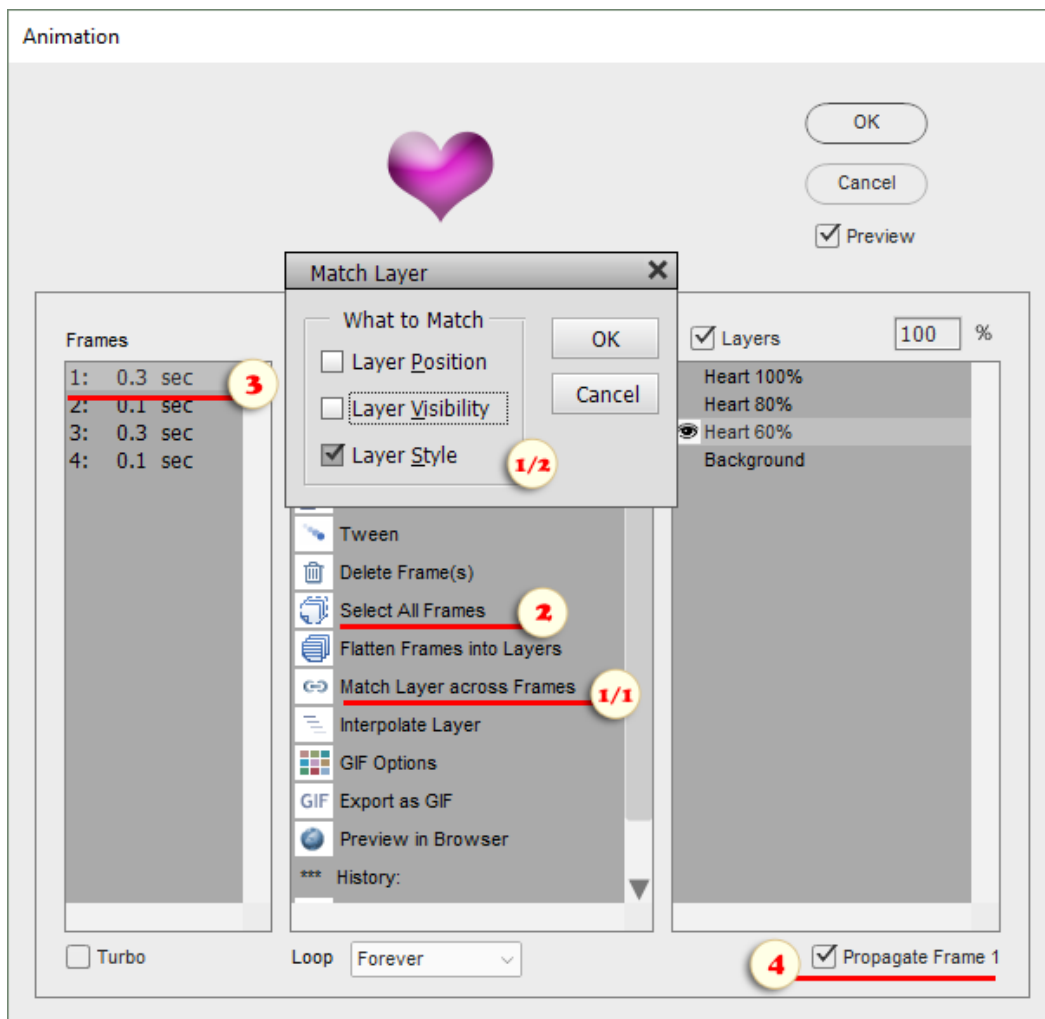 Animation
OK
Cancel
Preview
Match Layer
What to Match
Layer Position
Layer Visibility
Layer Style
OK
Cancel
1/2
Frames
1: 0.3 sec
2: 0.1 sec
3: 0.3 sec
4: 0.1 sec
3
Layers
100 %
Heart 100%
Heart 80%
Heart 60%
Background
Tween
Delete Frame(s)
Select All Frames
2
Flatten Frames into Layers
Match Layer across Frames
1/1
Interpolate Layer
GIF Options
GIF Export as GIF
Preview in Browser
*** History:
Turbo
Loop Forever
4
Propagate Frame 1